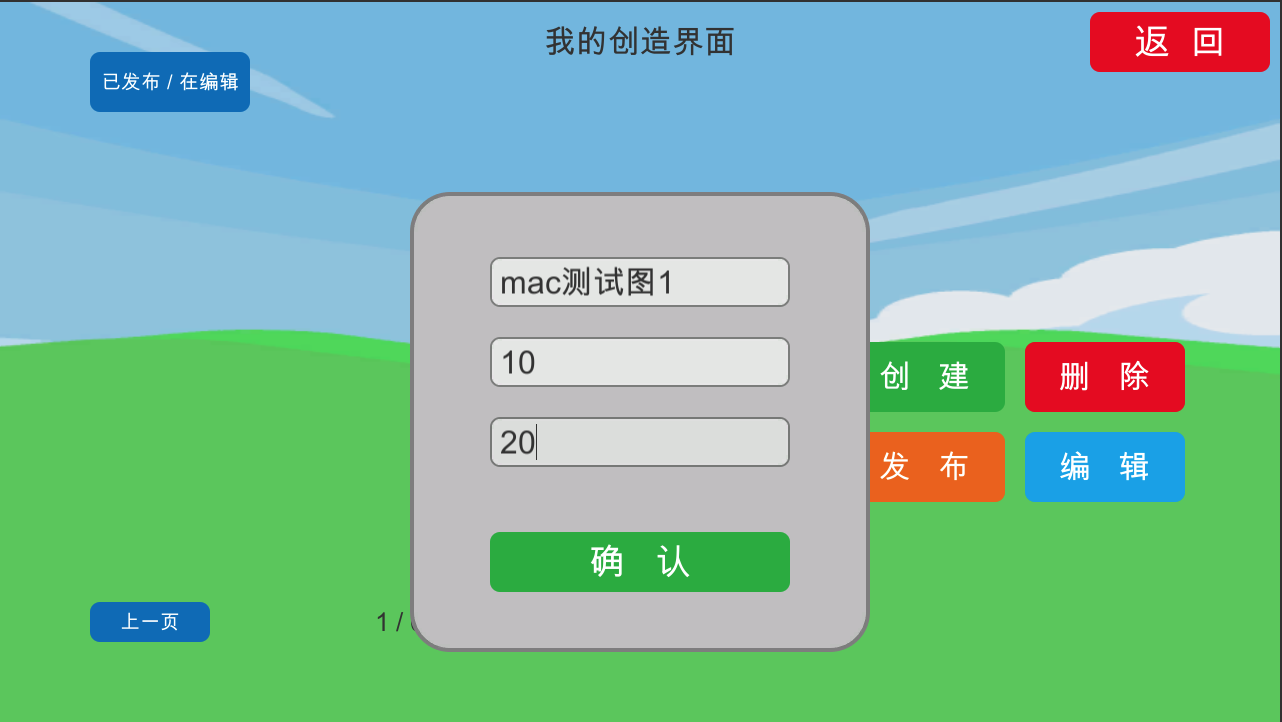 我的创造界面
返 回
已发布 / 在编辑
mac测试图1
10
20
创 建
删 除
发 布
编 辑
确 认
上一页
1 /